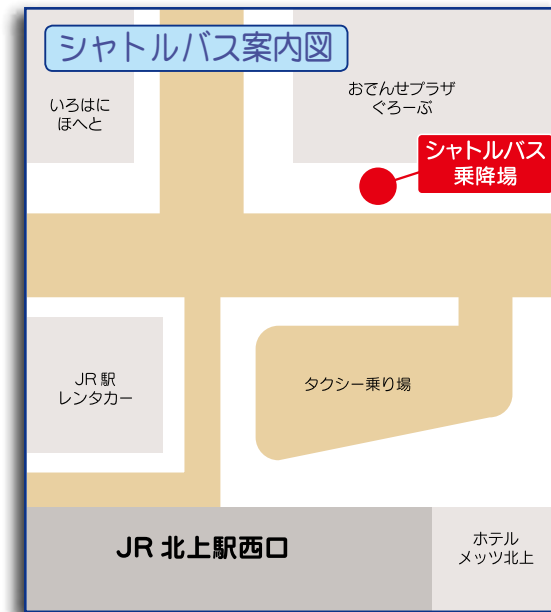 シャトルバス案内図
いろはに
ほへと
おでんせプラザ
ぐろーぶ
シャトルバス
乗降場
JR 駅
レンタカー
タクシー乗り場
JR 北上駅西口
ホテル
メッツ北上